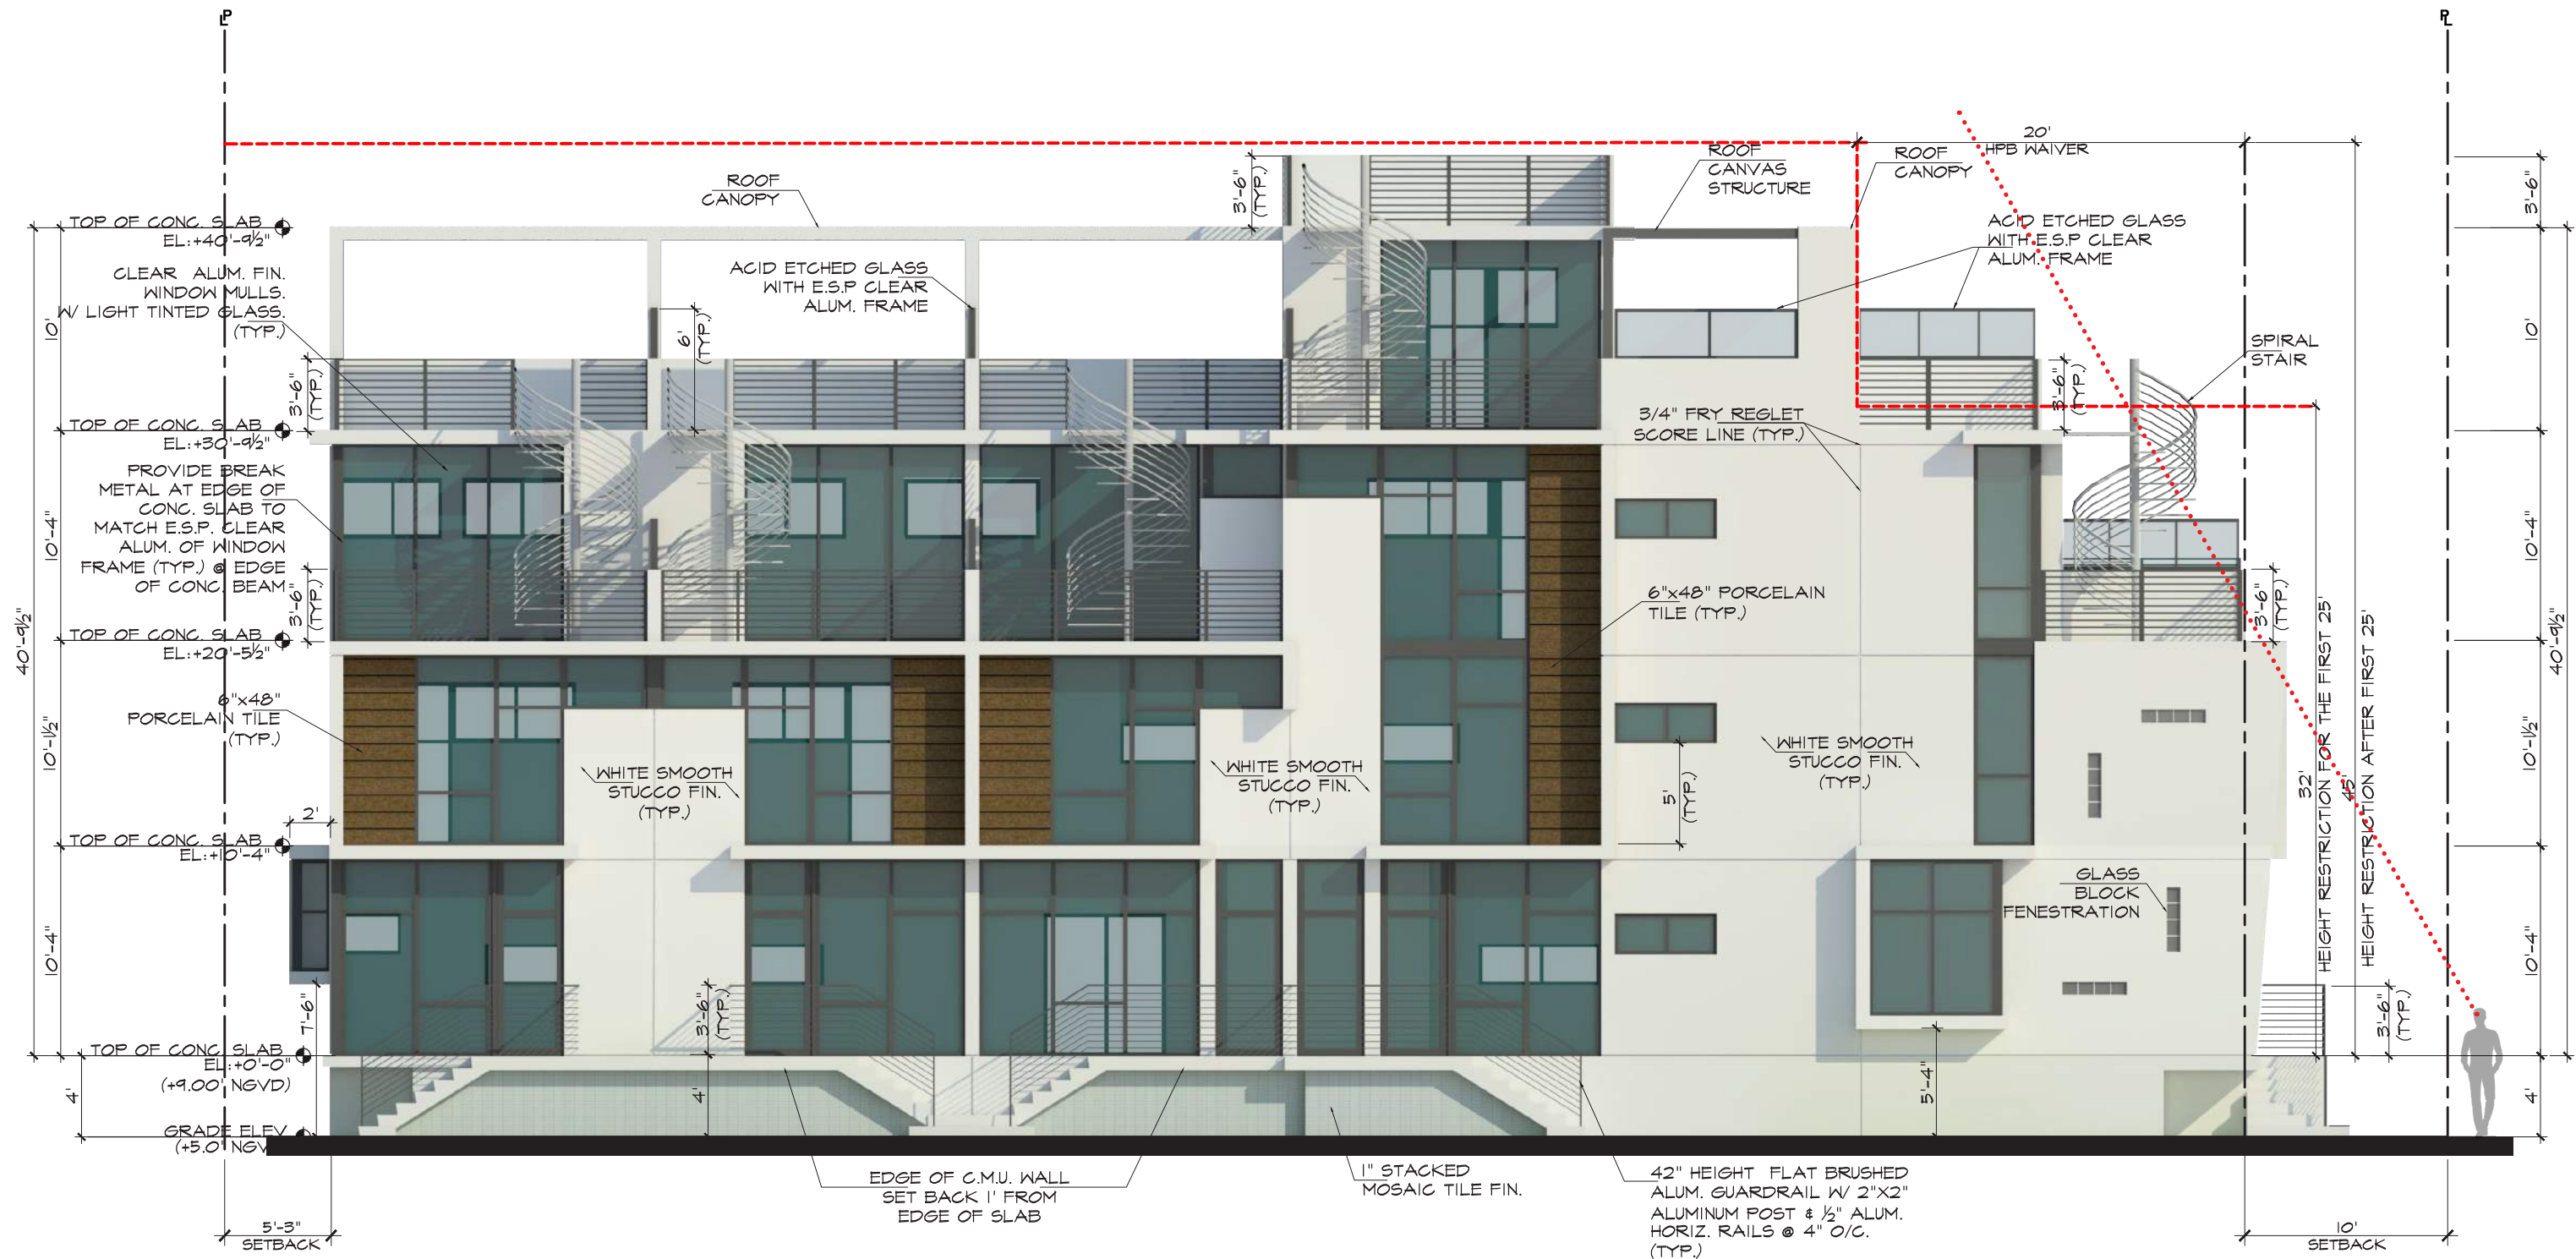 PL
PL
20'
HPB WAIVER
ROOF
CANVAS
STRUCTURE
ROOF
CANOPY
ROOF
CANOPY
3'-6"
(TYP.)
3'-6"
TOP OF CONC. SLAB
EL:+40'-9½"
ACID ETCHED GLASS
WITH E.S.P CLEAR
ALUM. FRAME
CLEAR ALUM. FIN.
WINDOW MULLS.
W/ LIGHT TINTED GLASS.
(TYP.)
ACID ETCHED GLASS
WITH E.S.P CLEAR
ALUM. FRAME
10'
6'
(TYP.)
10'
SPIRAL
STAIR
3'-6"
(TYP.)
3'-6"
(TYP.)
3/4" FRY REGLET
SCORE LINE (TYP.)
TOP OF CONC. SLAB
EL:+30'-9½"
PROVIDE BREAK
METAL AT EDGE OF
CONC. SLAB TO
MATCH E.S.P. CLEAR
ALUM. OF WINDOW
FRAME (TYP.) @ EDGE
OF CONC. BEAM
10'-4"
10'-4"
3'-6"
(TYP.)
6"x48" PORCELAIN
TILE (TYP.)
3'-6"
(TYP.)
40'-9½"
40'-9½"
TOP OF CONC. SLAB
EL:+20'-5½"
6"x48"
PORCELAIN TILE
(TYP.)
10'-1½"
10'-1½"
WHITE SMOOTH
STUCCO FIN.
(TYP.)
WHITE SMOOTH
STUCCO FIN.
(TYP.)
WHITE SMOOTH
STUCCO FIN.
(TYP.)
5'
(TYP.)
32'
HEIGHT RESTRICTION FOR THE FIRST 25'
45'
HEIGHT RESTRICTION AFTER FIRST 25'
2'
TOP OF CONC. SLAB
EL:+10'-4"
GLASS
BLOCK
FENESTRATION
10'-4"
10'-4"
7'-6"
3'-6"
(TYP.)
3'-6"
(TYP.)
TOP OF CONC. SLAB
EL:+0'-0"
(+9.00' NGVD)
4'
4'
5'-4"
4'
GRADE ELEV
(+5.0' NGV
EDGE OF C.M.U. WALL
SET BACK 1' FROM
EDGE OF SLAB
1" STACKED
MOSAIC TILE FIN.
42" HEIGHT FLAT BRUSHED
ALUM. GUARDRAIL W/ 2"X2"
ALUMINUM POST & ½" ALUM.
HORIZ. RAILS @ 4" O/C.
(TYP.)
5'-3"
SETBACK
10'
SETBACK